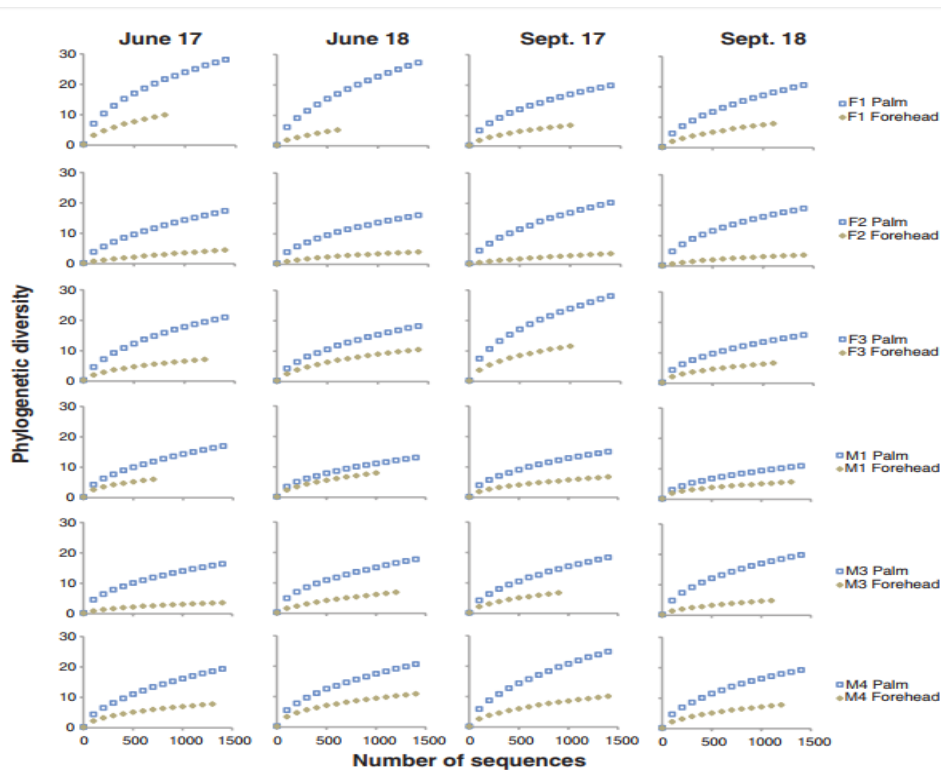 June 17 June 18 Sept. 17 Sept. 18
30
20
10
0
F1 Palm
F1 Forehead
30
20
10
0
F2 Palm
F2 Forehead
30
20
10
0
F3 Palm
F3 Forehead
30
20
10
0
M1 Palm
M1 Forehead
30
20
10
0
M3 Palm
M3 Forehead
30
20
10
0
M4 Palm
M4 Forehead
0 500 1000 1500 0 500 1000 1500 0 500 1000 1500 0 500 1000 1500
Phylogenetic diversity
Number of sequences